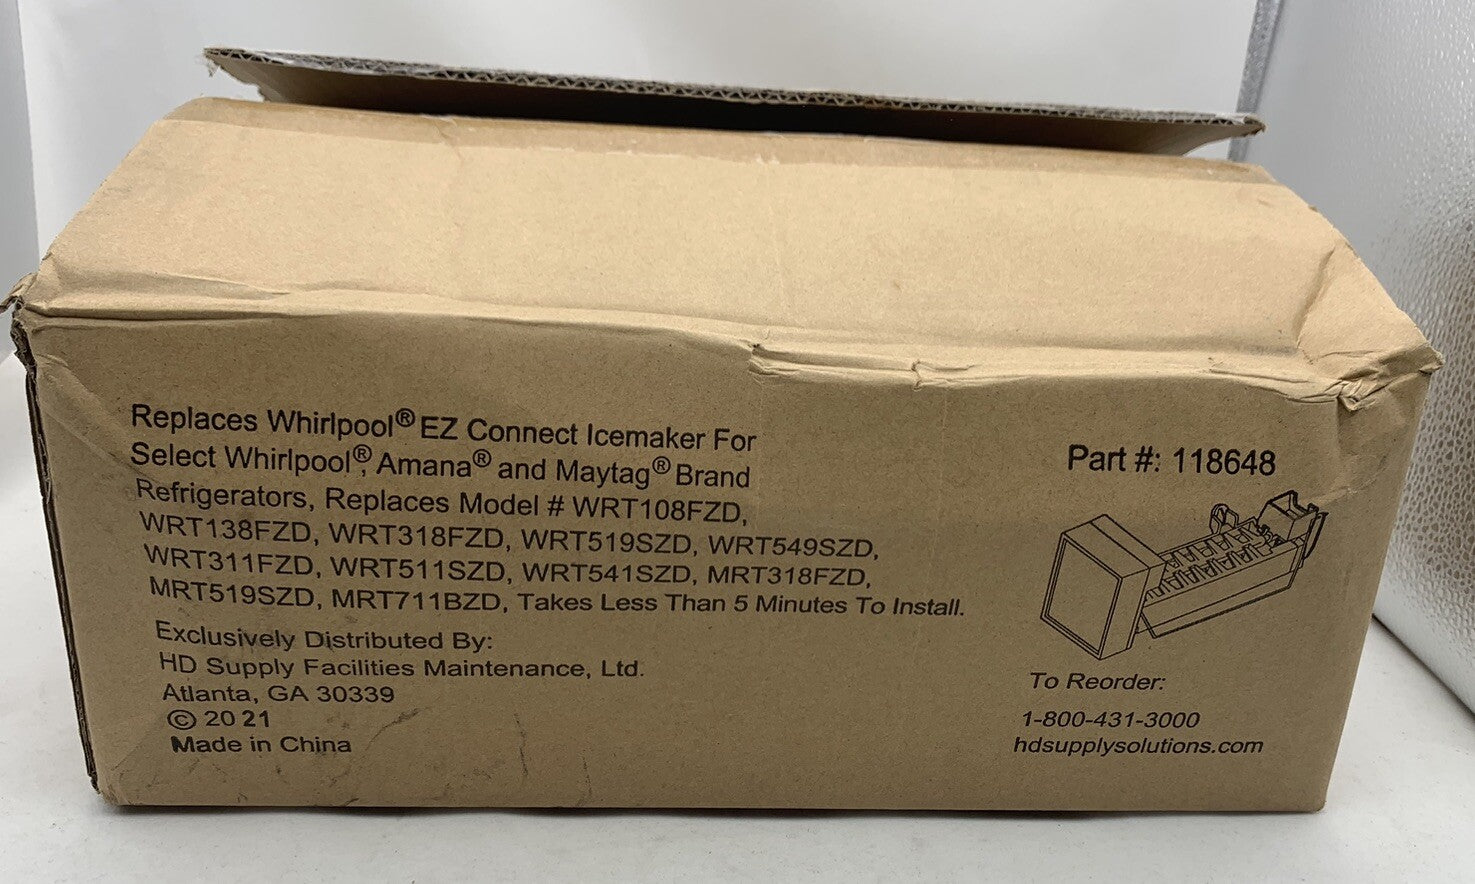 Replaces Whirlpool® EZ Connect Icemaker For
Select Whirlpool®, Amana® and Maytag® Brand
Refrigerators, Replaces Model # WRT108FZD,
WRT138FZD, WRT318FZD, WRT519SZD, WRT549SZD,
WRT311FZD, WRT511SZD, WRT541SZD, MRT318FZD,
MRT519SZD, MRT711BZD, Takes Less Than 5 Minutes To Install.
Exclusively Distributed By:
HD Supply Facilities Maintenance, Ltd.
Atlanta, GA 30339
© 2021
Made in China
Part #: 118648
To Reorder:
1-800-431-3000
hdsupplysolutions.com